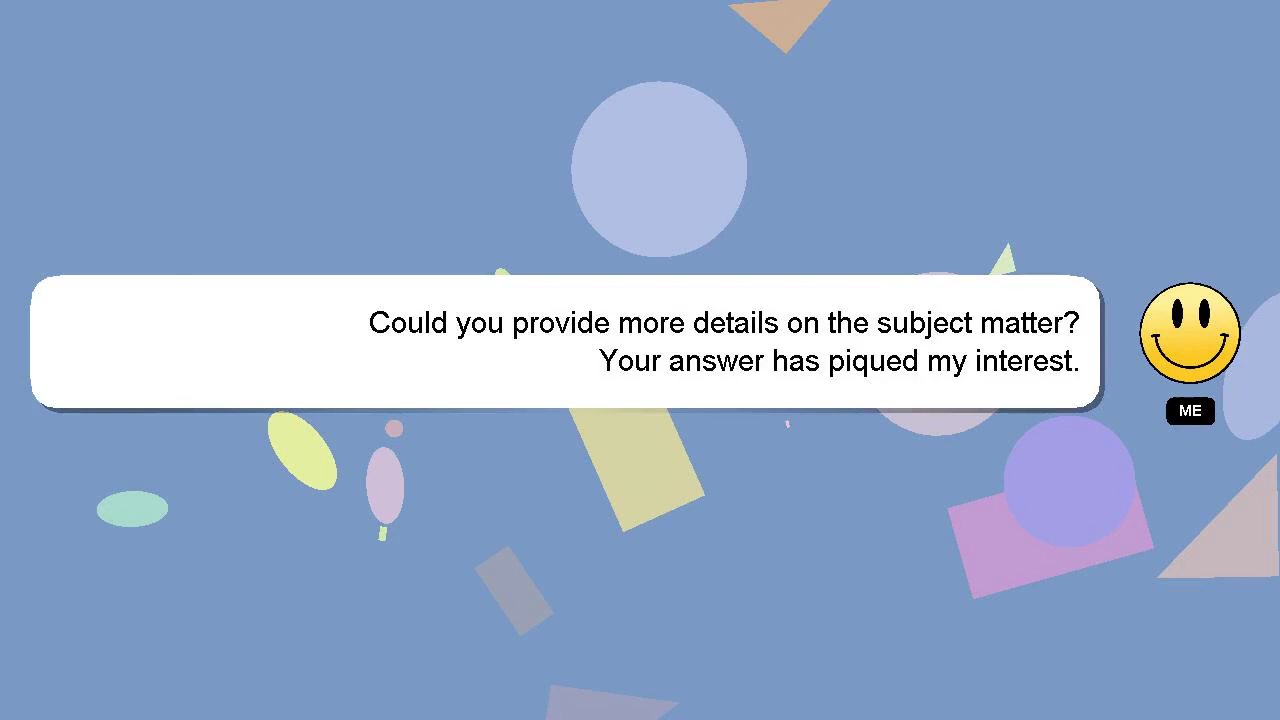 Could you provide more details on the subject matter?
Your answer has piqued my interest.
ME